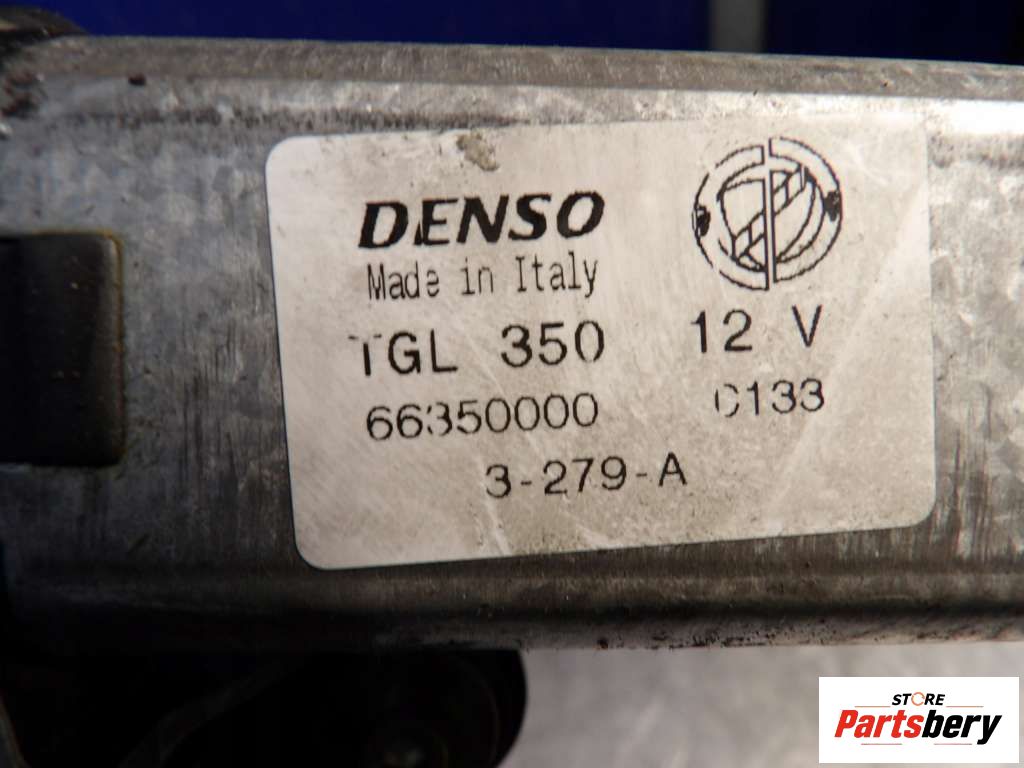 DENSO
Made in Italy
TGL 350 12 V
66350000 C133
3-279-A
STORE
Partsbery